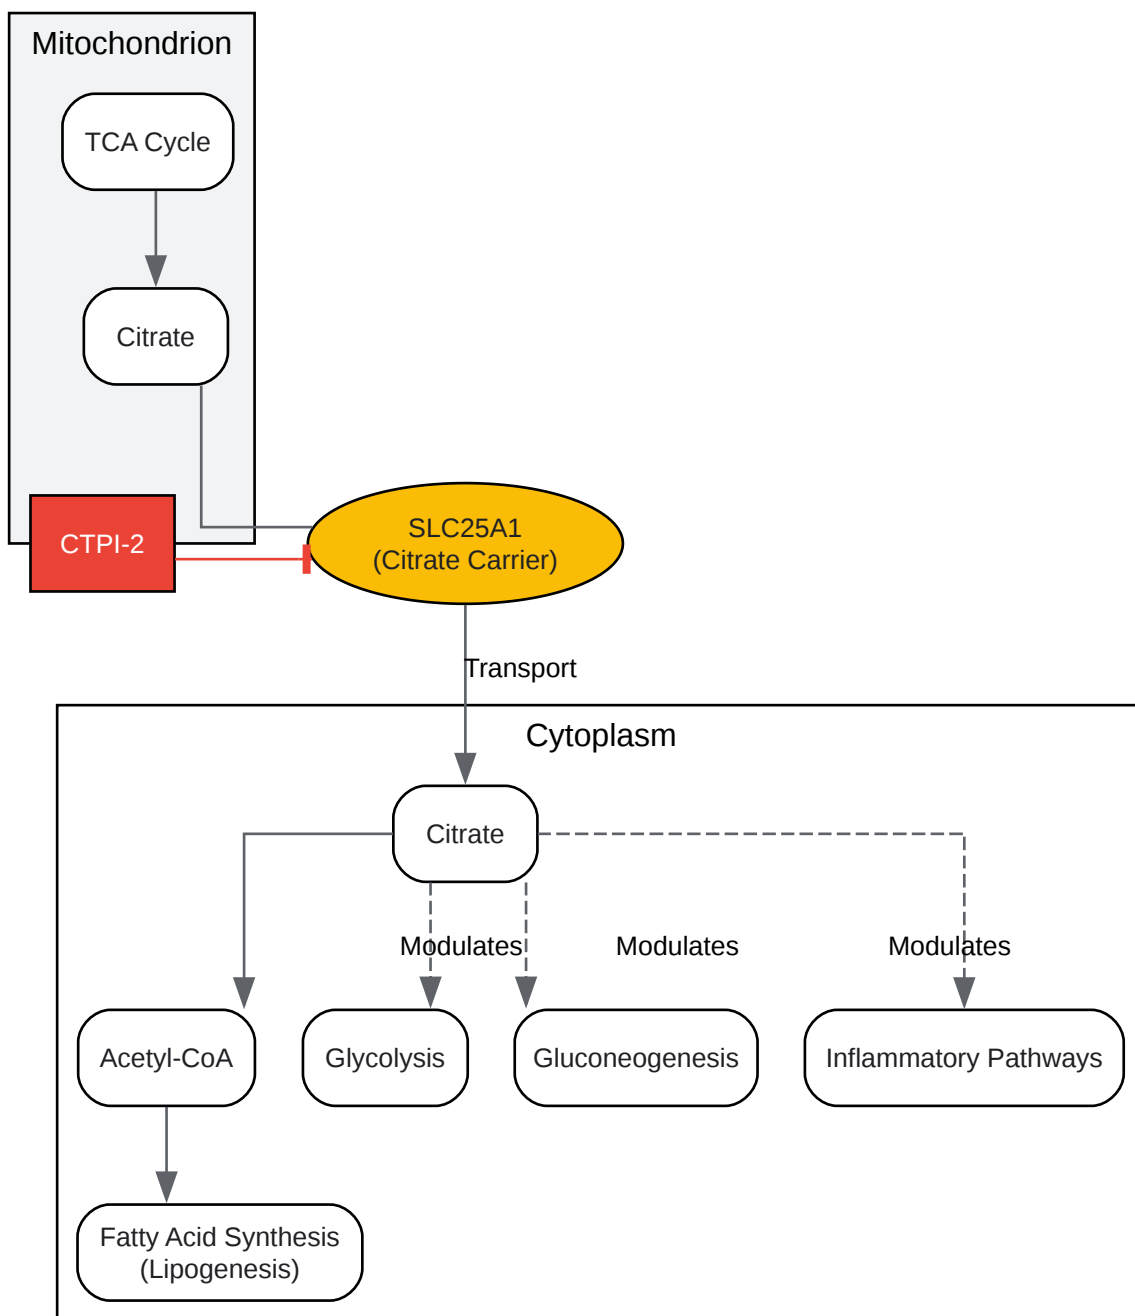 Mitochondrion
TCA Cycle
Citrate
CTPI-2
SLC25A1
(Citrate Carrier)
Transport
Cytoplasm
Citrate
Modulates
Modulates
Modulates
Acetyl-CoA
Glycolysis
Gluconeogenesis
Inflammatory Pathways
Fatty Acid Synthesis
(Lipogenesis)